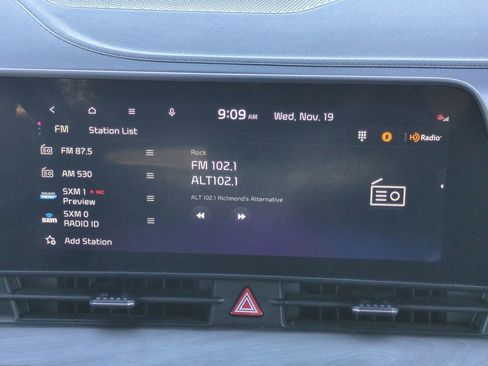 9:09 AM Wed, Nov. 19
FM Station List
HD Radio
FM 87.5
AM 530
SXM 1 REC
Preview
SXM 0
RADIO ID
Add Station
Rock
FM 102.1
ALT102.1
ALT 102.1 Richmond's Alternative